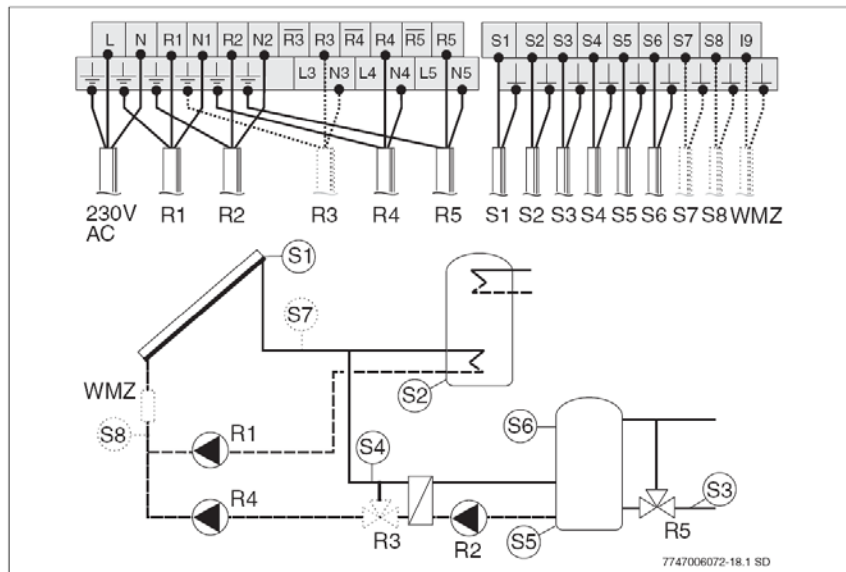 L N R1 N1 R2 N2 R3 R3 R4 R4 R5 R5
L3 N3 L4 N4 L5 N5
S1 S2 S3 S4 S5 S6 S7 S8 I9
230V AC R1 R2 R3 R4 R5 S1 S2 S3 S4 S5 S6 S7 S8 WMZ
S1
S7
S2
WMZ
S8
R1
S4
S6
R4
R3
R2
S5
R5
S3
7747006072-18.1 SD